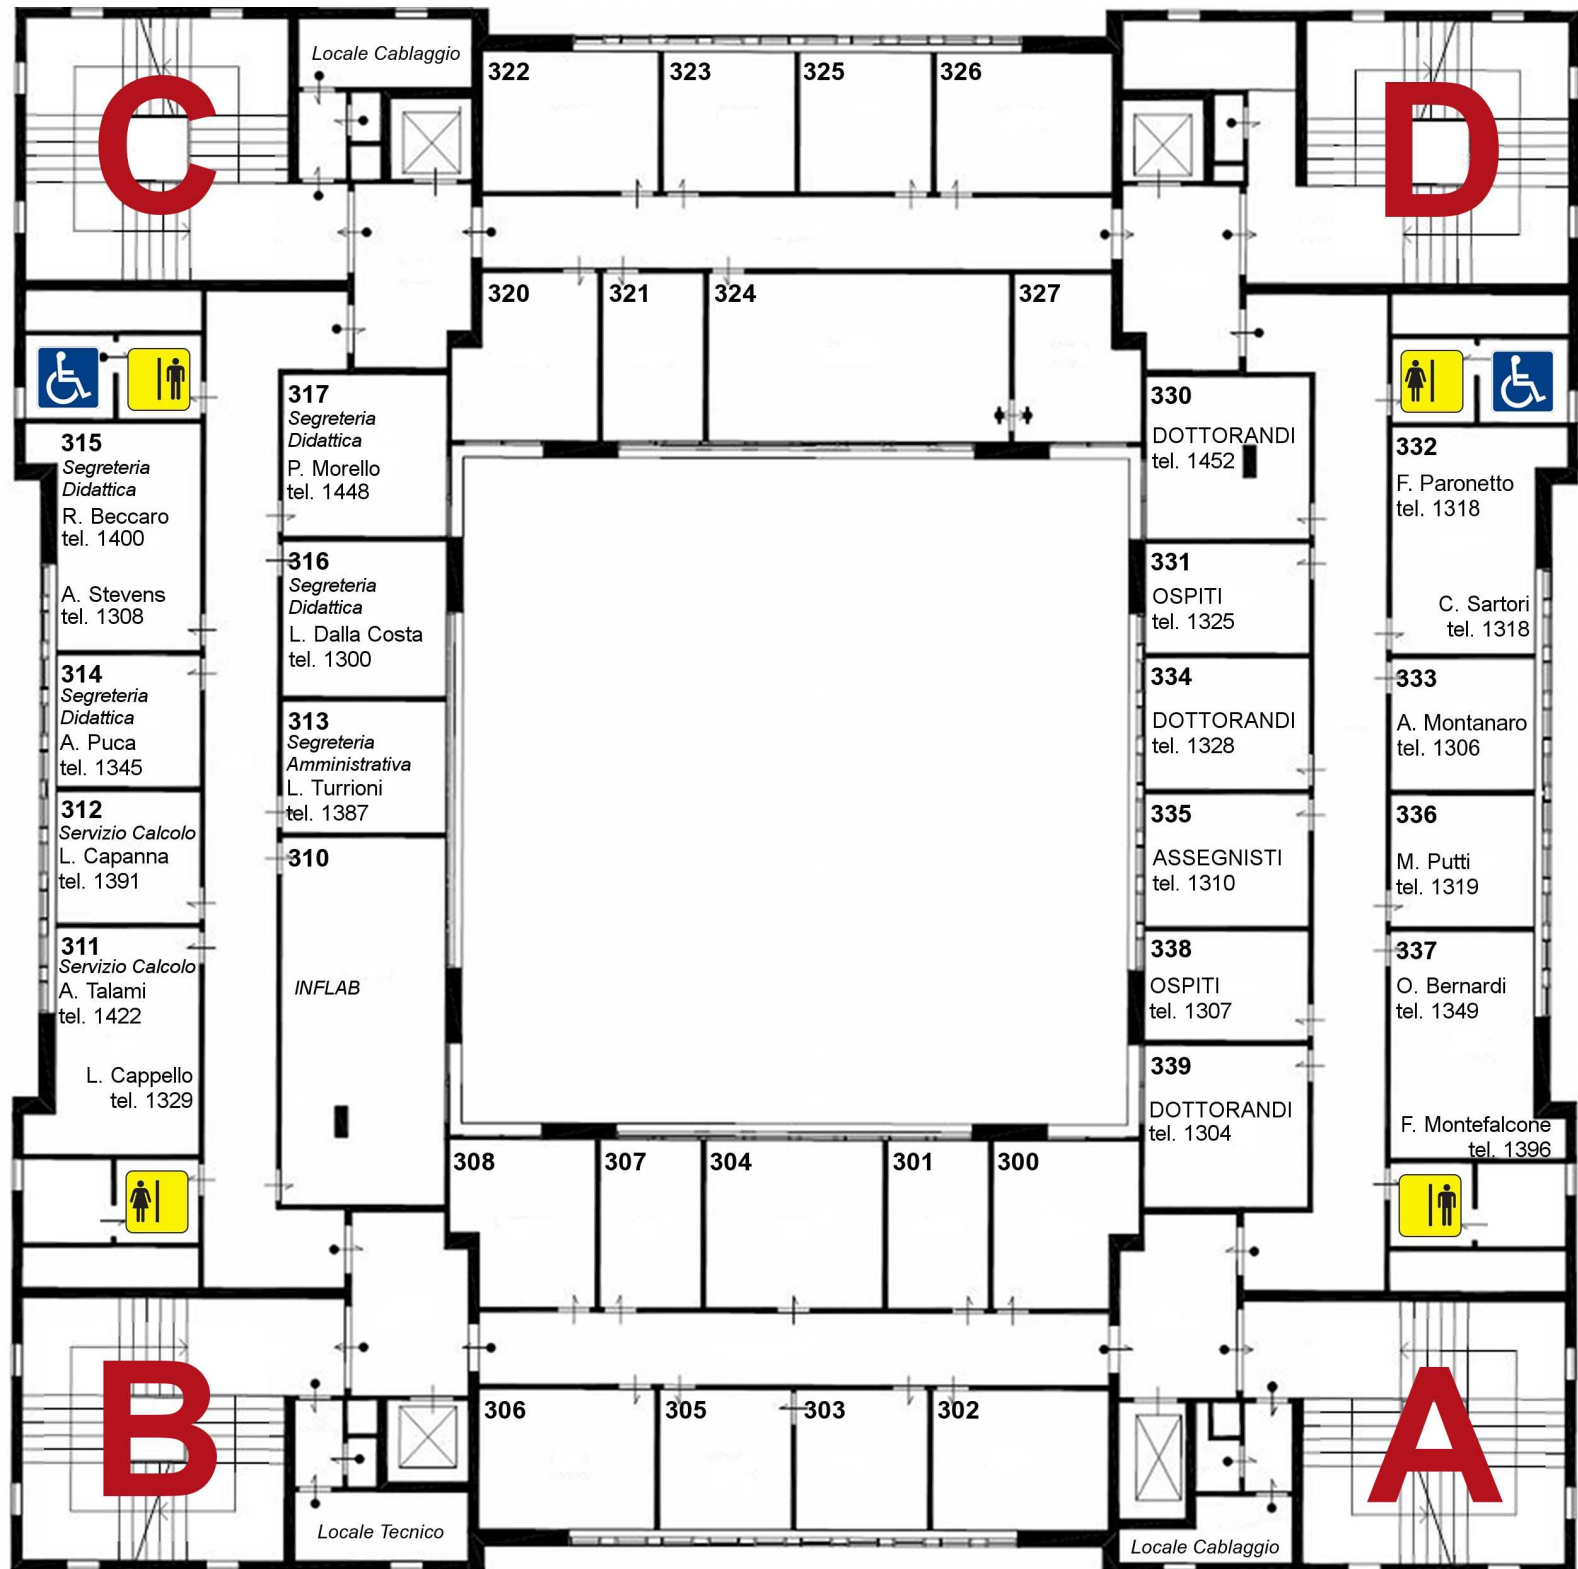 C
Locale Cablaggio
322
323
325
326
D
320
321
324
327
315
Segreteria
Didattica
R. Beccaro
tel. 1400
A. Stevens
tel. 1308
314
Segreteria
Didattica
A. Puca
tel. 1345
312
Servizio Calcolo
L. Capanna
tel. 1391
311
Servizio Calcolo
A. Talami
tel. 1422
L. Cappello
tel. 1329
317
Segreteria
Didattica
P. Morello
tel. 1448
316
Segreteria
Didattica
L. Dalla Costa
tel. 1300
313
Segreteria
Amministrativa
L. Turrioni
tel. 1387
310
INFLAB
330
DOTTORANDI
tel. 1452
331
OSPITI
tel. 1325
334
DOTTORANDI
tel. 1328
335
ASSEGNISTI
tel. 1310
338
OSPITI
tel. 1307
339
DOTTORANDI
tel. 1304
332
F. Paronetto
tel. 1318
C. Sartori
tel. 1318
333
A. Montanaro
tel. 1306
336
M. Putti
tel. 1319
337
O. Bernardi
tel. 1349
F. Montefalcone
tel. 1396
308
307
304
301
300
B
Locale Tecnico
306
305
303
302
A
Locale Cablaggio